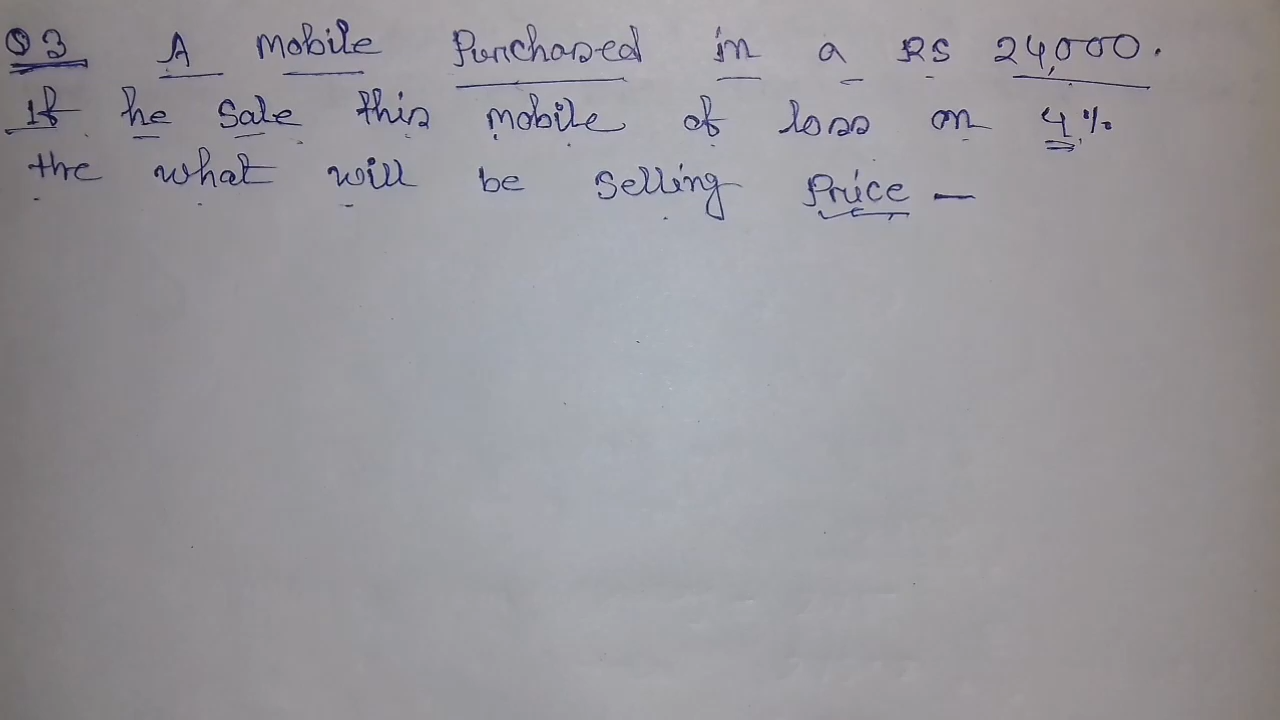 Q3 A mobile Purchased in a RS 24,000.
If he sale this mobile of loss on 4%
the what will be selling Price —